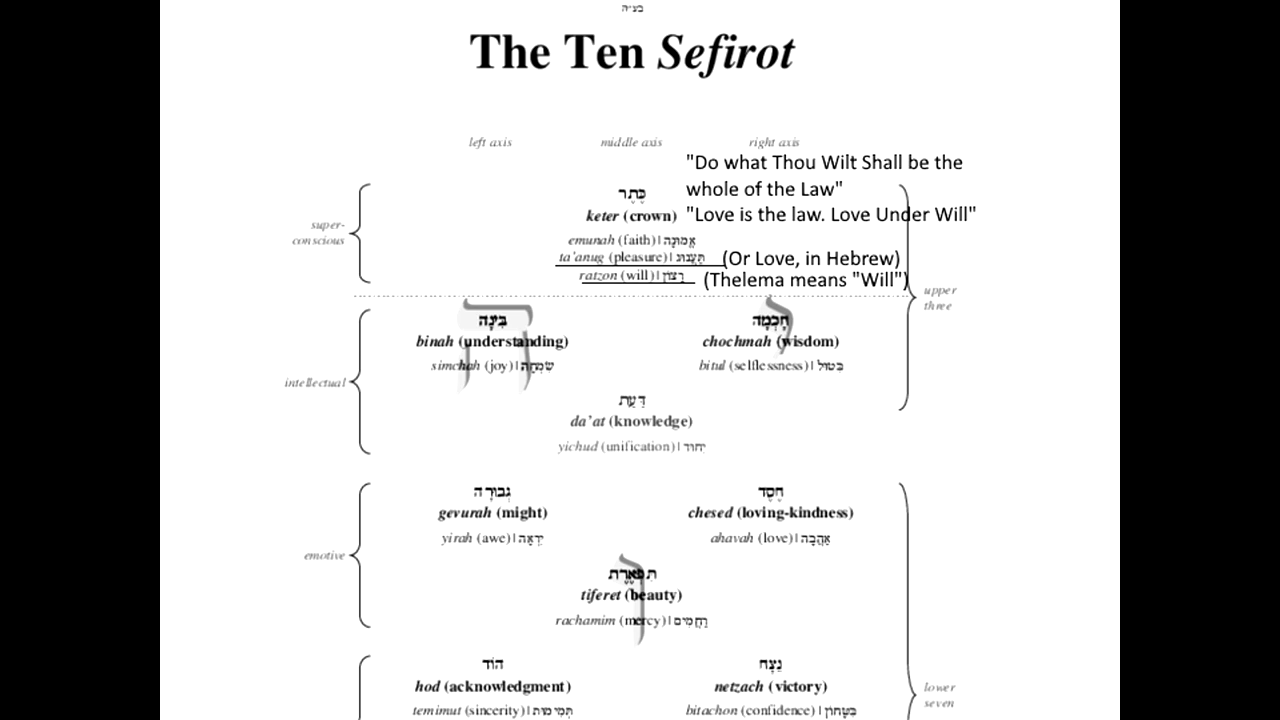 בע״ה
The Ten Sefirot
left axis middle axis right axis
"Do what Thou Wilt Shall be the
whole of the Law"
כֶּתֶר
keter (crown) "Love is the law. Love Under Will"
super-
conscious
emunah (faith) | אֱמוּנָה
ta'anug (pleasure) | תַּעֲנוּג (Or Love, in Hebrew)
ratzon (will) | רָצוֹן (Thelema means "Will")
upper
three
בִּינָה חָכְמָה
binah (understanding) chochmah (wisdom)
simchah (joy) | שִׂמְחָה bitul (selflessness) | בִּטּוּל
intellectual
דַּעַת
da'at (knowledge)
yichud (unification) | יִחוּד
גְּבוּרָה חֶסֶד
gevurah (might) chesed (loving-kindness)
yirah (awe) | יִרְאָה ahavah (love) | אַהֲבָה
emotive
תִּפְאֶרֶת
tiferet (beauty)
rachamim (mercy) | רַחֲמִים
הוֹד נֶצַח
hod (acknowledgment) netzach (victory)
temimut (sincerity) | תְּמִימוּת bitachon (confidence) | בִּטָּחוֹן
lower
seven